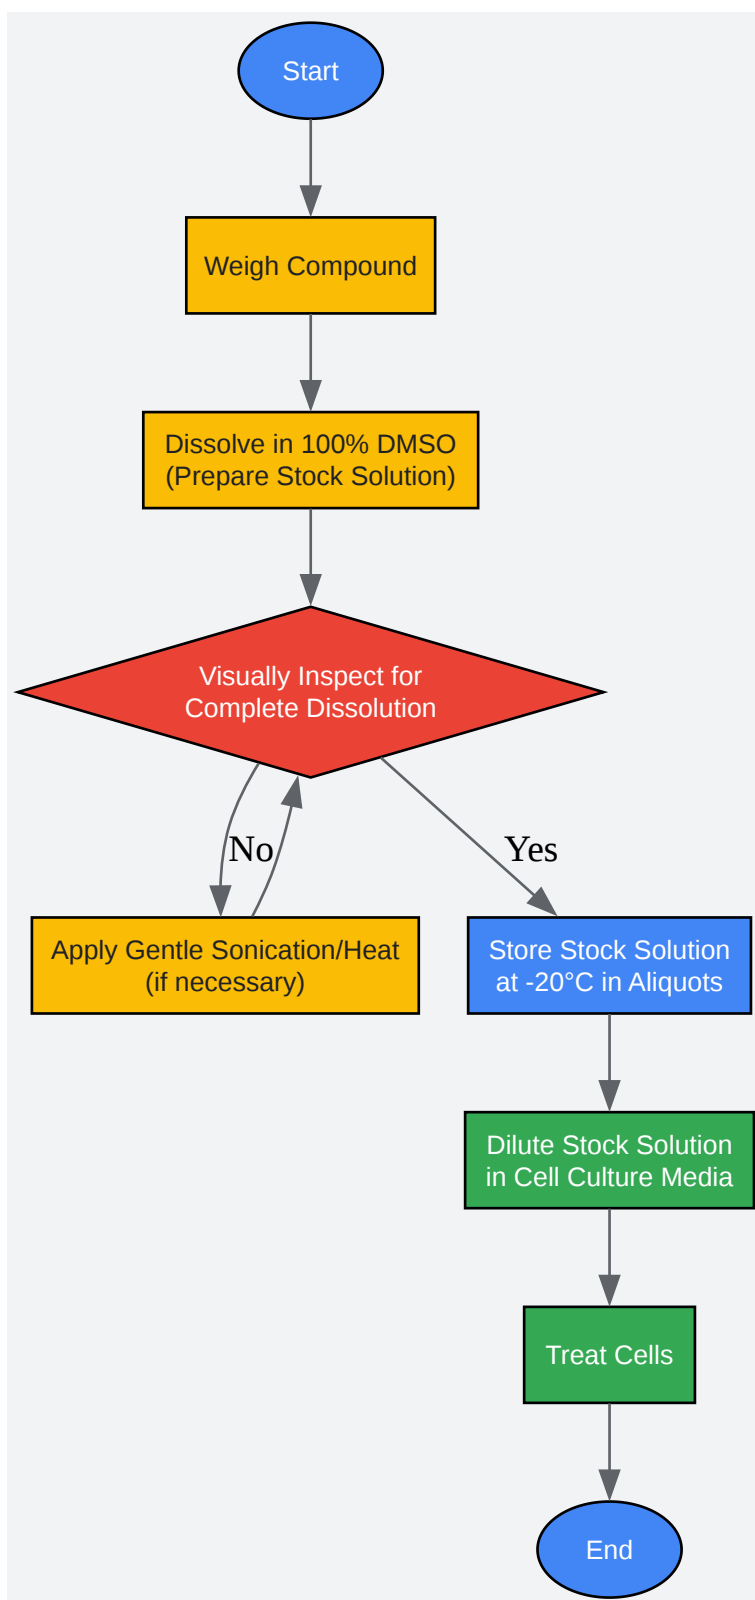 Start
Weigh Compound
Dissolve in 100% DMSO
(Prepare Stock Solution)
Visually Inspect for
Complete Dissolution
No
Yes
Apply Gentle Sonication/Heat
(if necessary)
Store Stock Solution
at -20°C in Aliquots
Dilute Stock Solution
in Cell Culture Media
Treat Cells
End